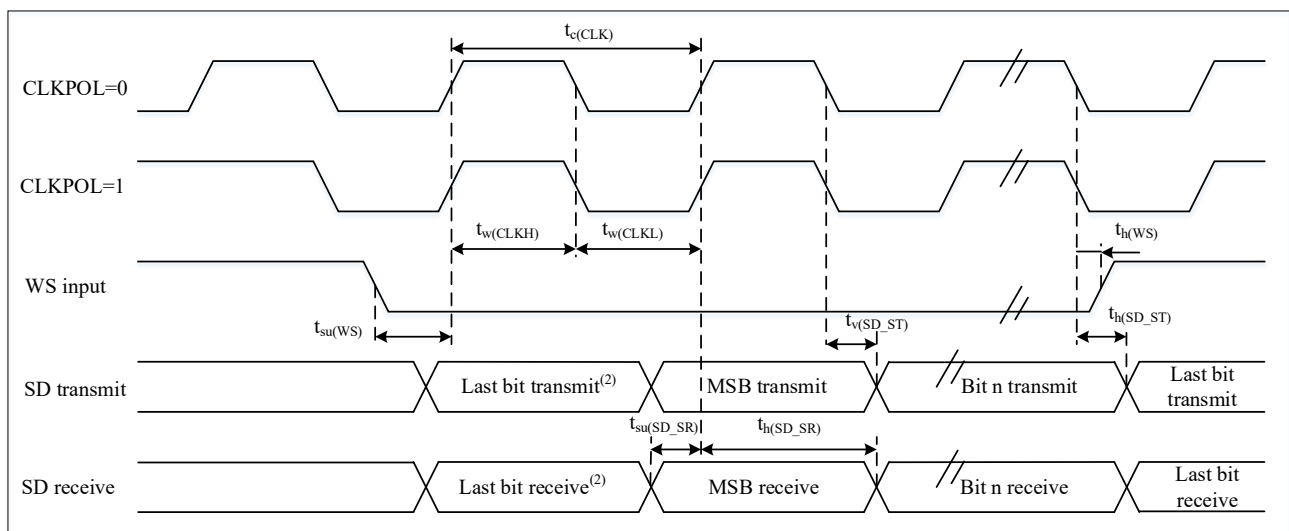 t_c(CLK)
CLKPOL=0
CLKPOL=1
t_w(CLKH)
t_w(CLKL)
t_h(WS)
WS input
t_su(WS)
t_v(SD_ST)
t_h(SD_ST)
SD transmit
Last bit transmit(2)
MSB transmit
Bit n transmit
Last bit
transmit
t_su(SD_SR)
t_h(SD_SR)
SD receive
Last bit receive(2)
MSB receive
Bit n receive
Last bit
receive